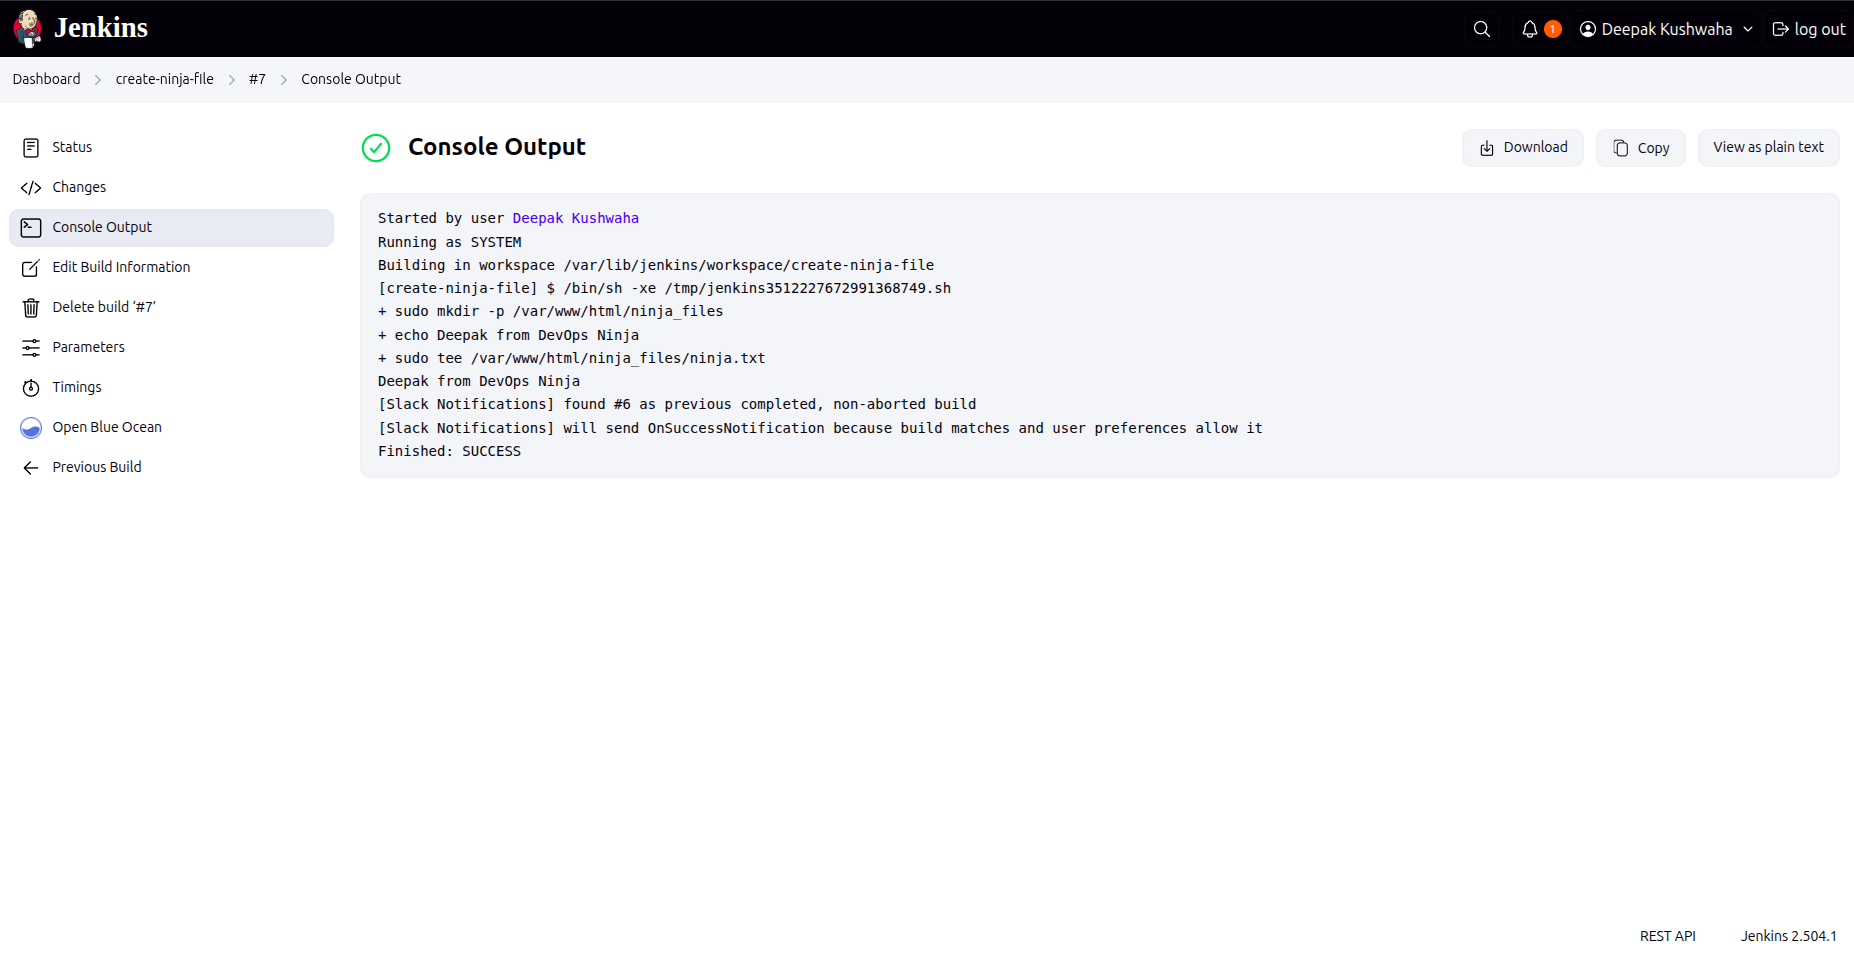 Jenkins
1
Deepak Kushwaha
log out
Dashboard
create-ninja-file
#7
Console Output
Status
Changes
Console Output
Edit Build Information
Delete build ‘#7’
Parameters
Timings
Open Blue Ocean
Previous Build
Console Output
Download
Copy
View as plain text
Started by user Deepak Kushwaha
Running as SYSTEM
Building in workspace /var/lib/jenkins/workspace/create-ninja-file
[create-ninja-file] $ /bin/sh -xe /tmp/jenkins3512227672991368749.sh
+ sudo mkdir -p /var/www/html/ninja_files
+ echo Deepak from DevOps Ninja
+ sudo tee /var/www/html/ninja_files/ninja.txt
Deepak from DevOps Ninja
[Slack Notifications] found #6 as previous completed, non-aborted build
[Slack Notifications] will send OnSuccessNotification because build matches and user preferences allow it
Finished: SUCCESS
REST API
Jenkins 2.504.1